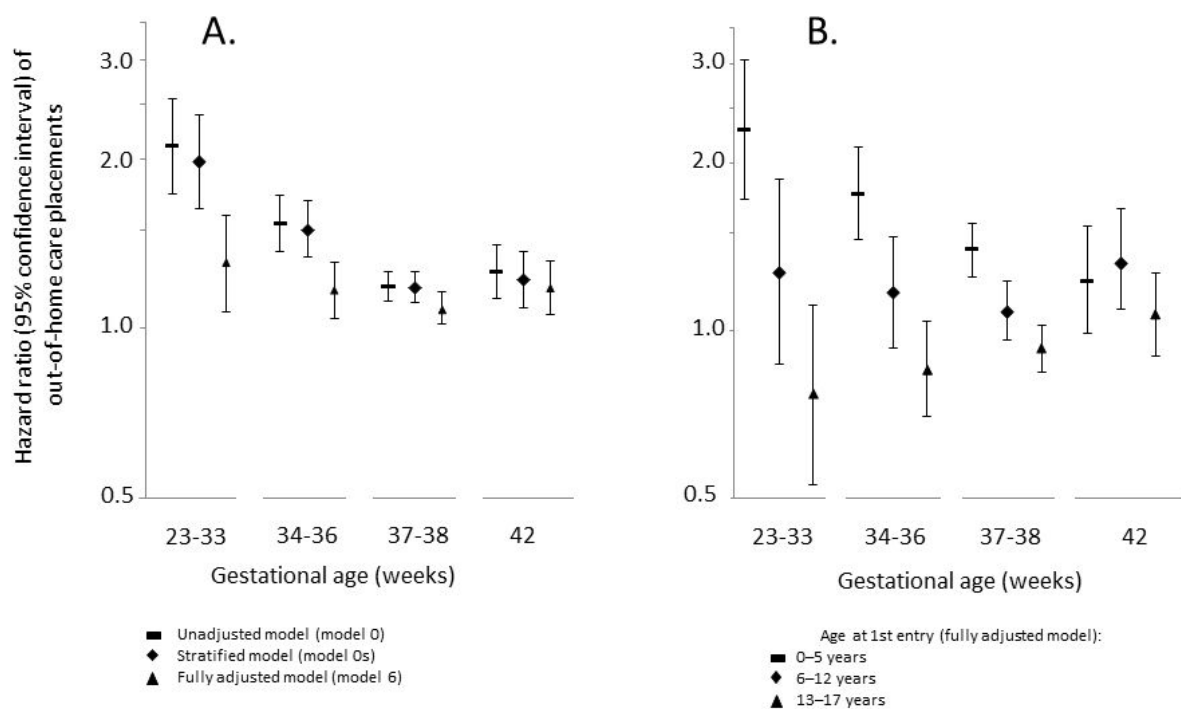 A.
Hazard ratio (95% confidence interval) of
out-of-home care placements
3.0
2.0
1.0
0.5
23-33 34-36 37-38 42
Gestational age (weeks)
Unadjusted model (model 0)
Stratified model (model 0s)
Fully adjusted model (model 6)
B.
3.0
2.0
1.0
0.5
23-33 34-36 37-38 42
Gestational age (weeks)
Age at 1st entry (fully adjusted model):
0–5 years
6–12 years
13–17 years